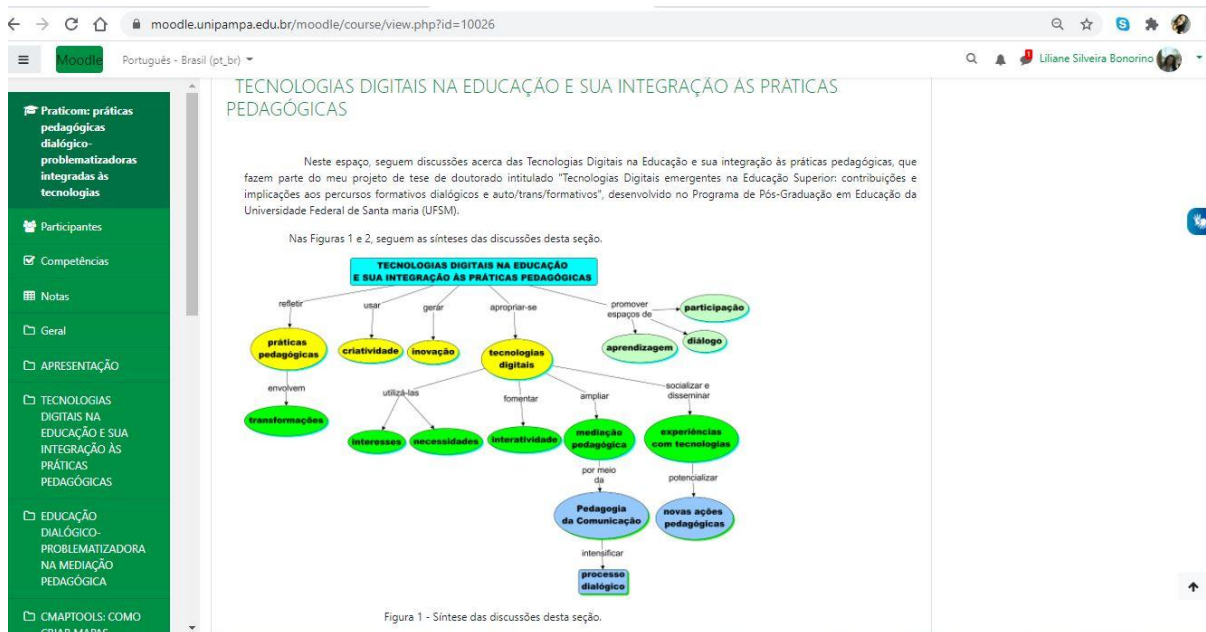 moodle.unipampa.edu.br/moodle/course/view.php?id=10026
Moodle
Português - Brasil (pt_br)
Liliane Silveira Bonorino
Praticom: práticas
pedagógicas
dialógico-
problematizadoras
integradas às
tecnologias
Participantes
Competências
Notas
Geral
APRESENTAÇÃO
TECNOLOGIAS
DIGITAIS NA
EDUCAÇÃO E SUA
INTEGRAÇÃO ÀS
PRÁTICAS
PEDAGÓGICAS
EDUCAÇÃO
DIALÓGICO-
PROBLEMATIZADORA
NA MEDIAÇÃO
PEDAGÓGICA
CMAPTOOLS: COMO
CRIAR MAPAS
TECNOLOGIAS DIGITAIS NA EDUCAÇÃO E SUA INTEGRAÇÃO ÀS PRÁTICAS
PEDAGÓGICAS
Neste espaço, seguem discussões acerca das Tecnologias Digitais na Educação e sua integração às práticas pedagógicas, que
fazem parte do meu projeto de tese de doutorado intitulado "Tecnologias Digitais emergentes na Educação Superior: contribuições e
implicações aos percursos formativos dialógicos e auto/trans/formativos", desenvolvido no Programa de Pós-Graduação em Educação da
Universidade Federal de Santa maria (UFSM).
Nas Figuras 1 e 2, seguem as sínteses das discussões desta seção.
TECNOLOGIAS DIGITAIS NA EDUCAÇÃO
E SUA INTEGRAÇÃO ÀS PRÁTICAS PEDAGÓGICAS
refletir
usar
gerar
apropriar-se
promover
espaços de
participação
práticas
pedagógicas
criatividade
inovação
tecnologias
digitais
aprendizagem
diálogo
envolvem
utilizá-las
fomentar
ampliar
socializar e
disseminar
transformações
interesses
necessidades
interatividade
mediação
pedagógica
experiências
com tecnologias
por meio
da
potencializar
Pedagogia
da Comunicação
novas ações
pedagógicas
intensificar
processo
dialógico
Figura 1 - Síntese das discussões desta seção.